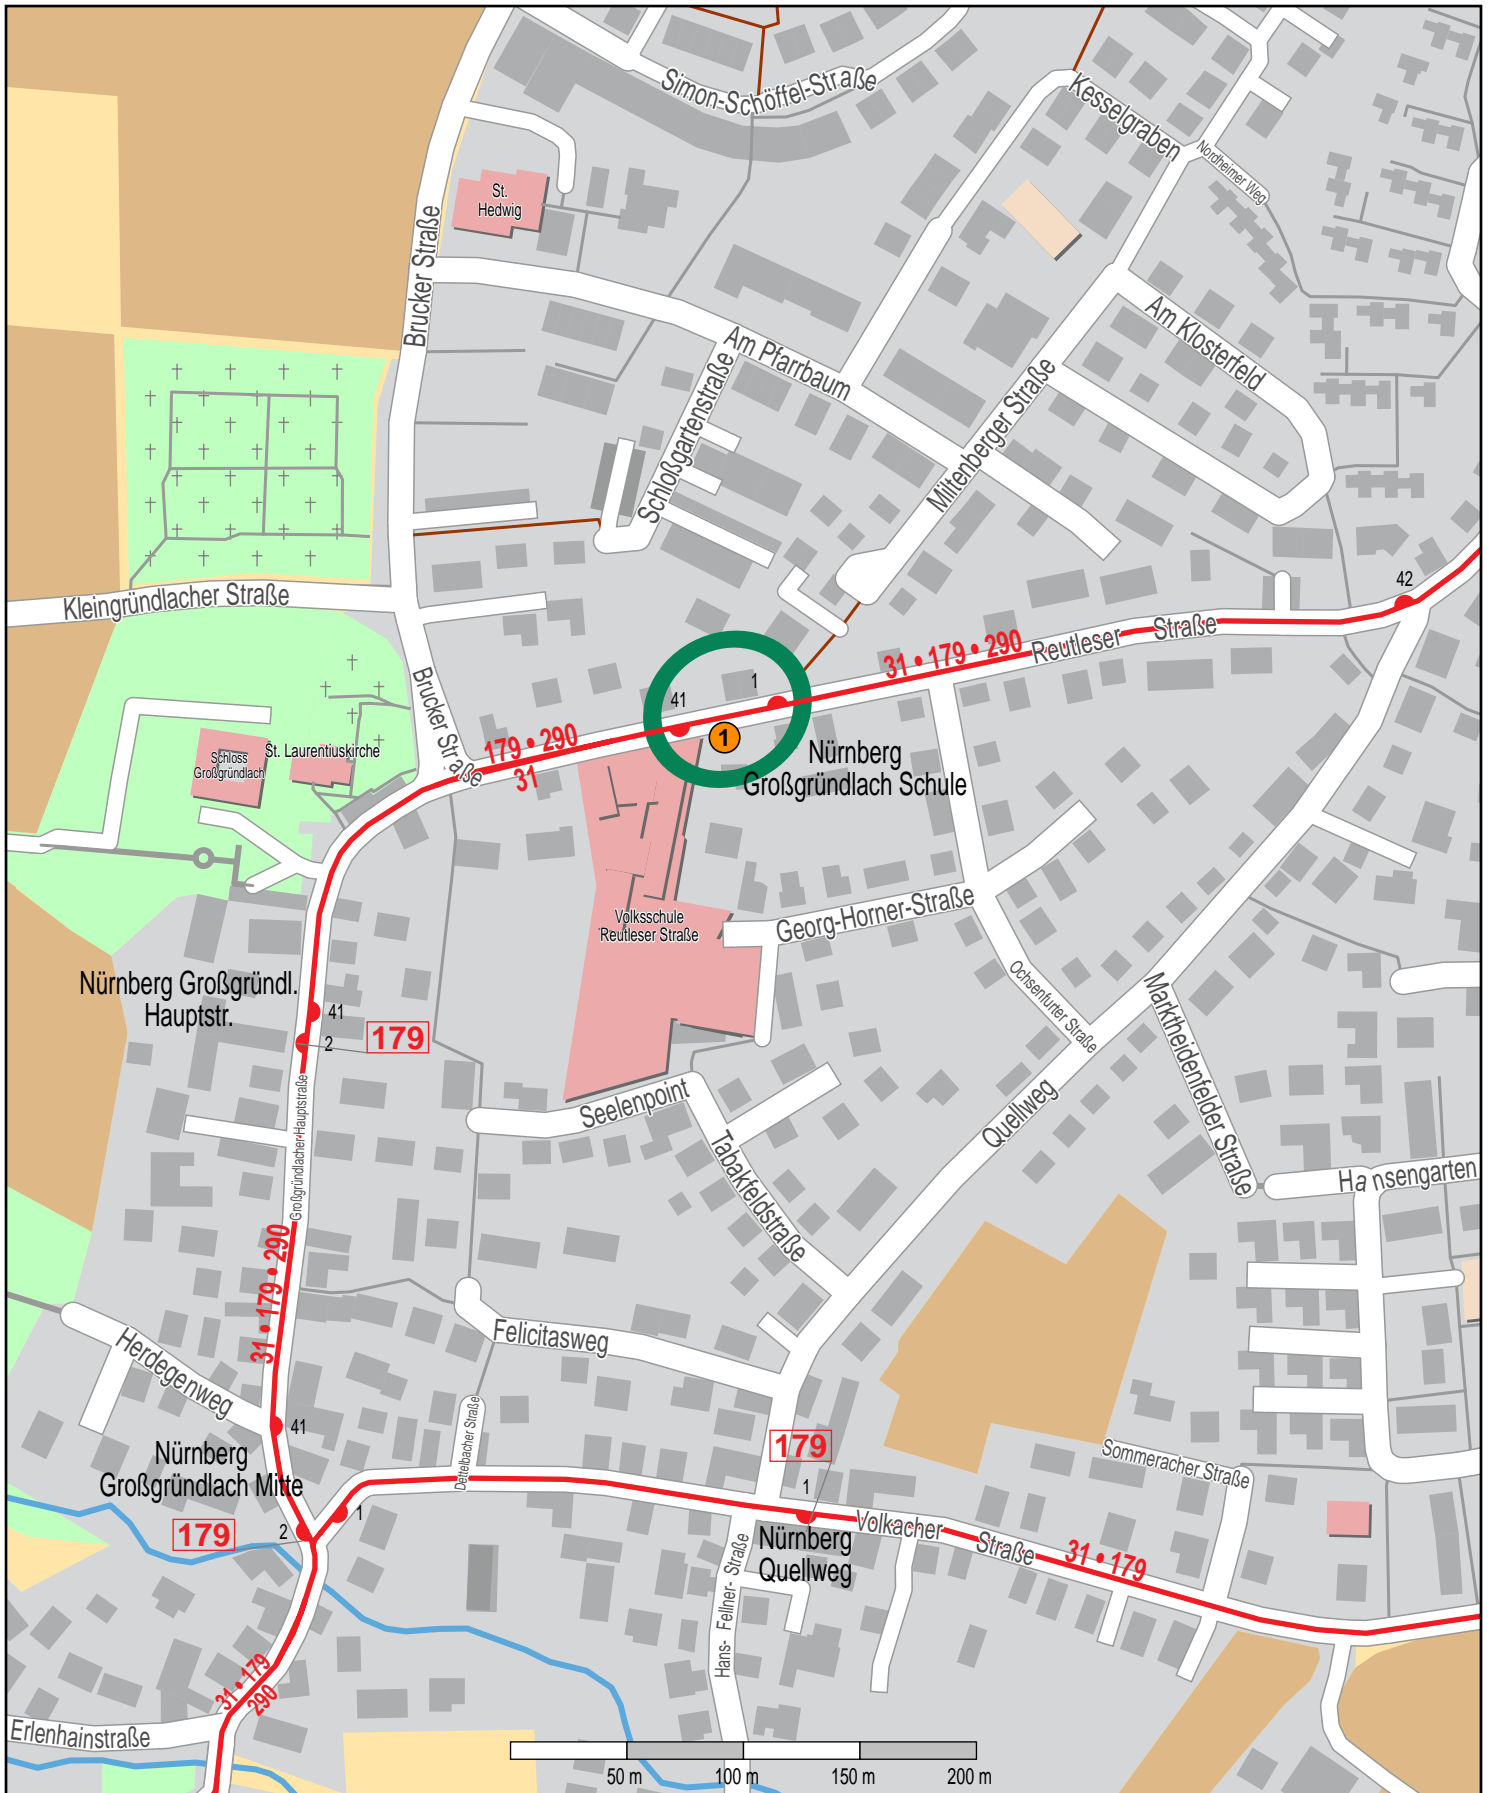 Simon-Schöffel-Straße
Kesselgraben
Nordheimer Weg
St.
Hedwig
Brucker Straße
Am Pfarrbaum
Schloßgartenstraße
Miltenberger Straße
Am Klosterfeld
Kleingründlacher Straße
42
31 • 179 • 290
Reutleser Straße
1
41
1
Brucker Straße
179 • 290
31
Nürnberg
Großgründlach Schule
Schloss
Großgründlach
St. Laurentiuskirche
Volksschule
Reutleser Straße
Georg-Horner-Straße
Ochsenfurter Straße
Marktheidenfelder Straße
Nürnberg Großgründl.
Hauptstr.
41
2
179
Großgründlacher Hauptstraße
Seelenpoint
Tabakfeldstraße
Quellweg
Hansengarten
31 • 179 • 290
Herdegenweg
Felicitasweg
Dettelbacher Straße
41
Nürnberg
Großgründlach Mitte
179
2
1
179
1
Nürnberg
Quellweg
Volkacher Straße
31 • 179
Sommeracher Straße
Hans- Fellner- Straße
31 • 179
290
Erlenhainstraße
50 m
100 m
150 m
200 m